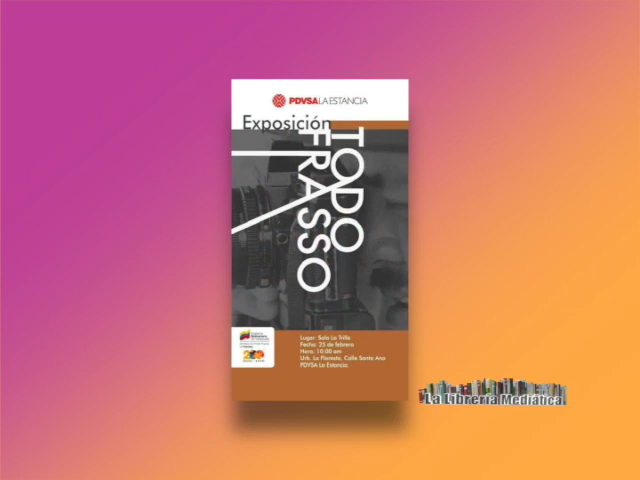 PDVSA LA ESTANCIA
Exposición
TODO
FRASSO
Lugar: Sala La Trilla
Fecha: 25 de febrero
Hora: 10:00 am
Urb. La Floresta, Calle Santa Ana
PDVSA La Estancia
La Librería Mediática